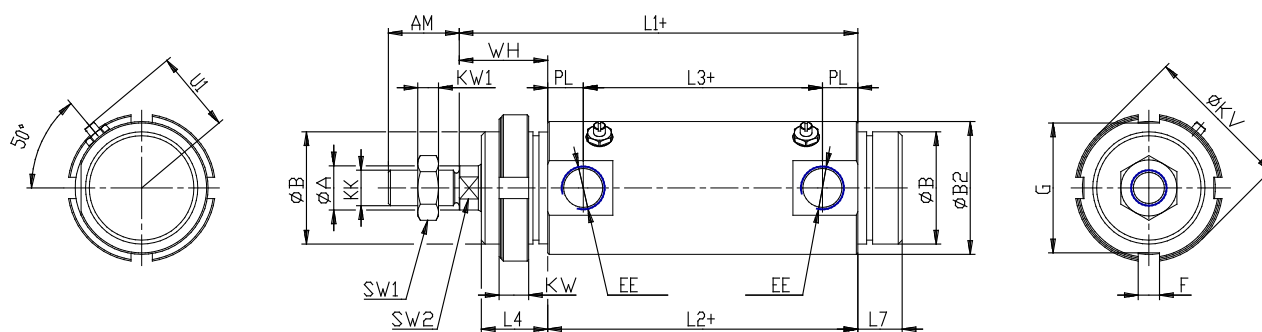 AM
L1+
WH
KW1
PL
L3+
PL
U1
50°
ØB
ØA
KK
ØB
ØB2
G
ØKV
SW1
SW2
KW
EE
EE
F
L4
L2+
L7